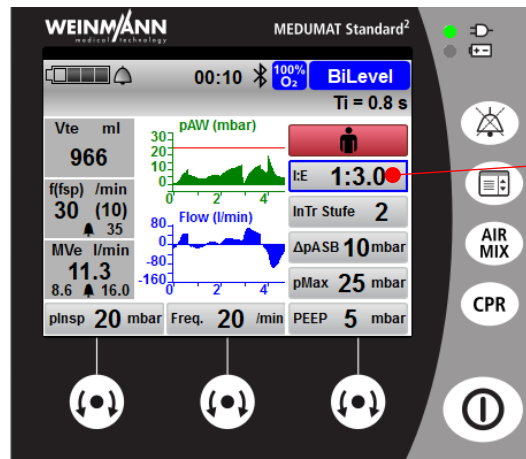 WEINMANN
medical technology
MEDUMAT Standard²
00:10
100%
O₂
BiLevel
Ti = 0.8 s
Vte ml
966
f(fsp) /min
30 (10)
35
MVe l/min
11.3
8.6 16.0
pAW (mbar)
30
20
10
0
0' 2' 4'
Flow (l/min)
80
0
-80
-160
0' 2' 4'
I:E 1:3.0
InTr Stufe 2
ΔpASB 10 mbar
pMax 25 mbar
pInsp 20 mbar
Freq. 20 /min
PEEP 5 mbar
AIR
MIX
CPR